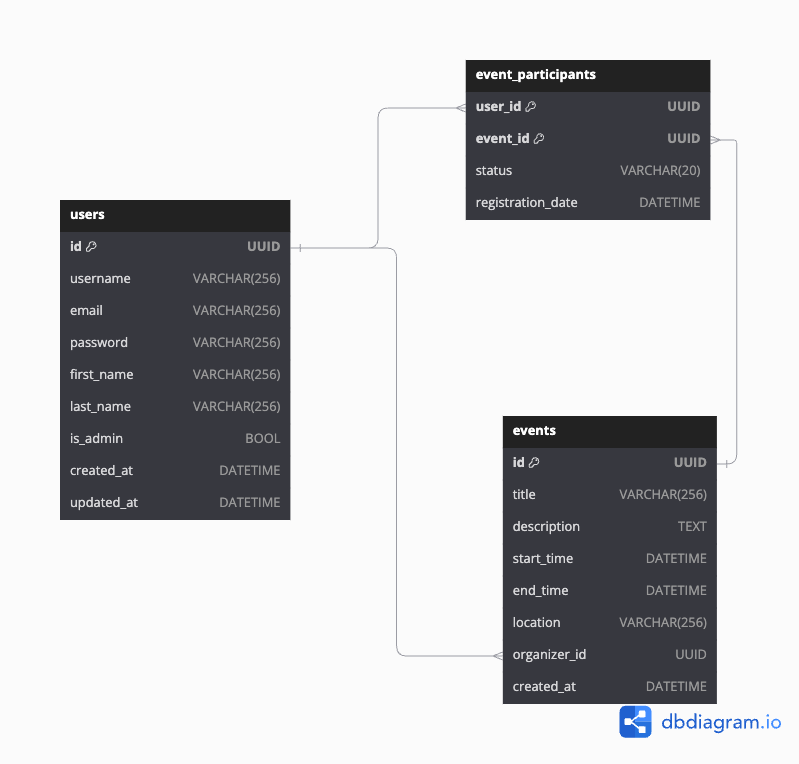 event_participants
user_id UUID
event_id UUID
status VARCHAR(20)
registration_date DATETIME
users
id UUID
username VARCHAR(256)
email VARCHAR(256)
password VARCHAR(256)
first_name VARCHAR(256)
last_name VARCHAR(256)
is_admin BOOL
created_at DATETIME
updated_at DATETIME
events
id UUID
title VARCHAR(256)
description TEXT
start_time DATETIME
end_time DATETIME
location VARCHAR(256)
organizer_id UUID
created_at DATETIME
dbdiagram.io